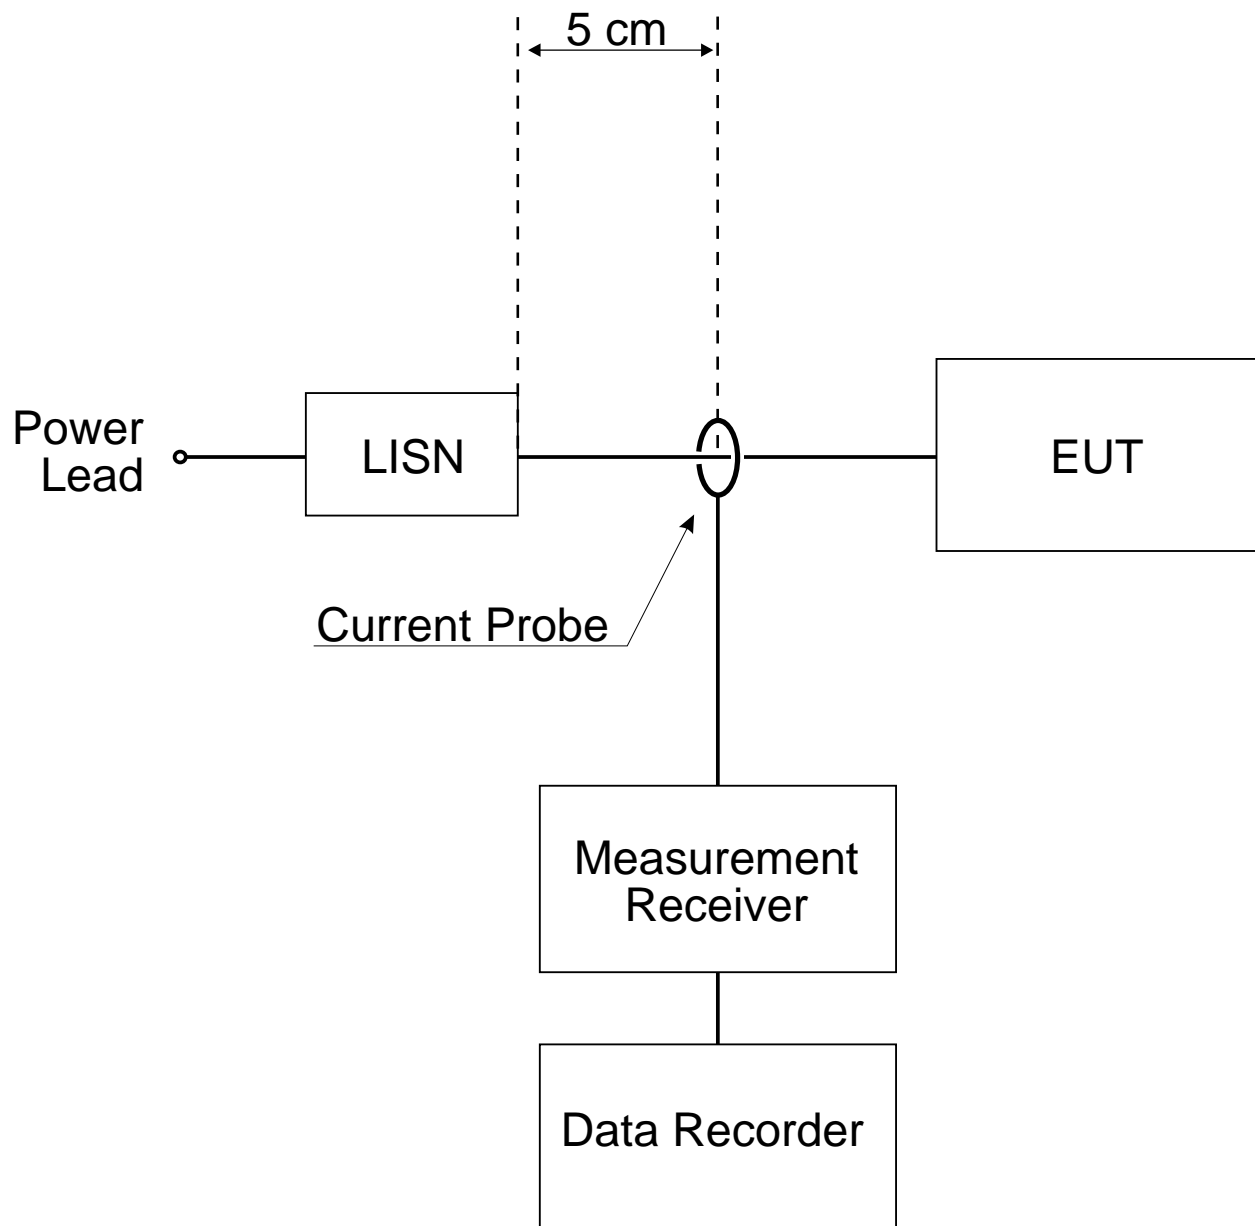 5 cm
Power
Lead
LISN
EUT
Current Probe
Measurement
Receiver
Data Recorder